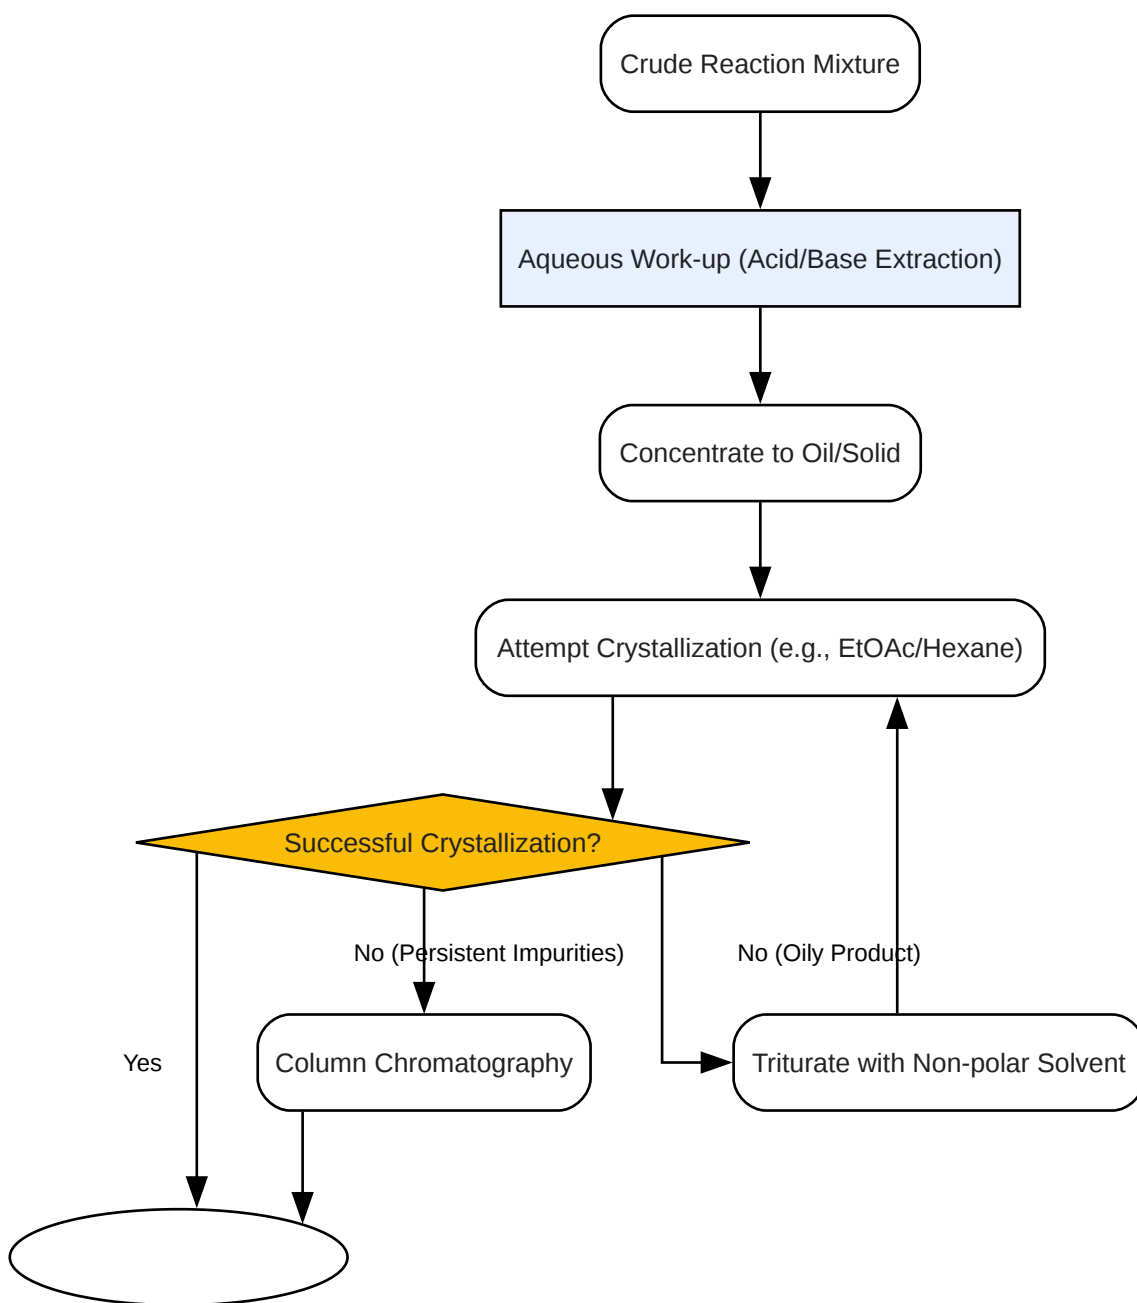 Crude Reaction Mixture
Aqueous Work-up (Acid/Base Extraction)
Concentrate to Oil/Solid
Attempt Crystallization (e.g., EtOAc/Hexane)
Successful Crystallization?
No (Persistent Impurities)
No (Oily Product)
Yes
Column Chromatography
Triturate with Non-polar Solvent